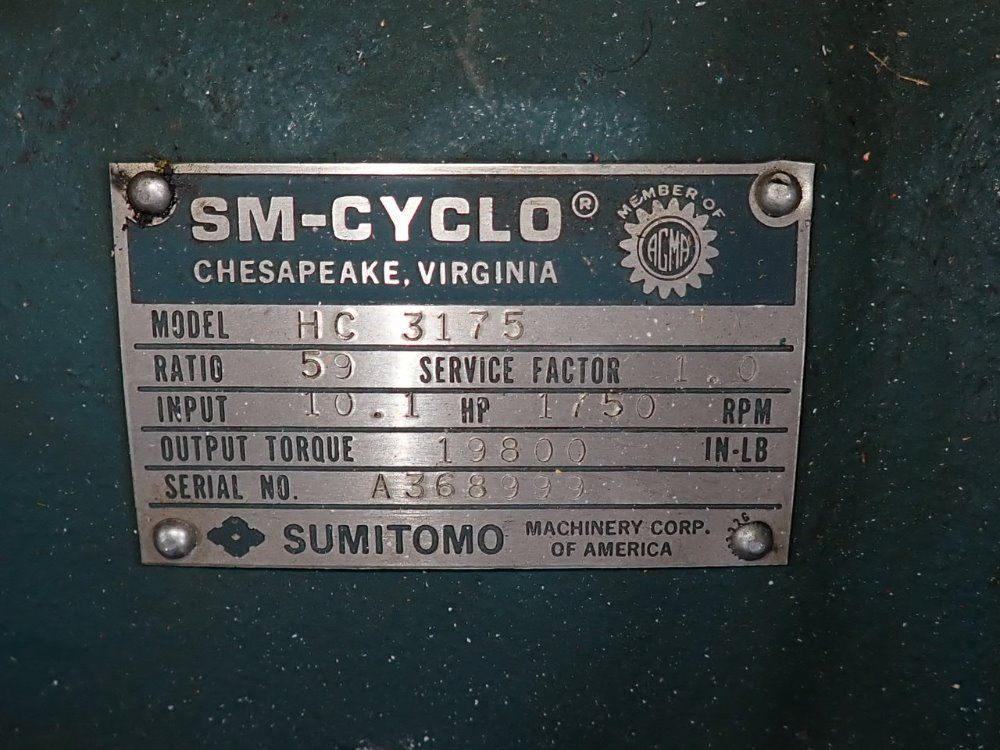 SM-CYCLO®
MEMBER OF
AGMA
CHESAPEAKE, VIRGINIA
MODEL HC 3175
RATIO 59 SERVICE FACTOR 1.0
INPUT 10.1 HP 1750 RPM
OUTPUT TORQUE 19800 IN-LB
SERIAL NO. A368999
SUMITOMO MACHINERY CORP.
OF AMERICA